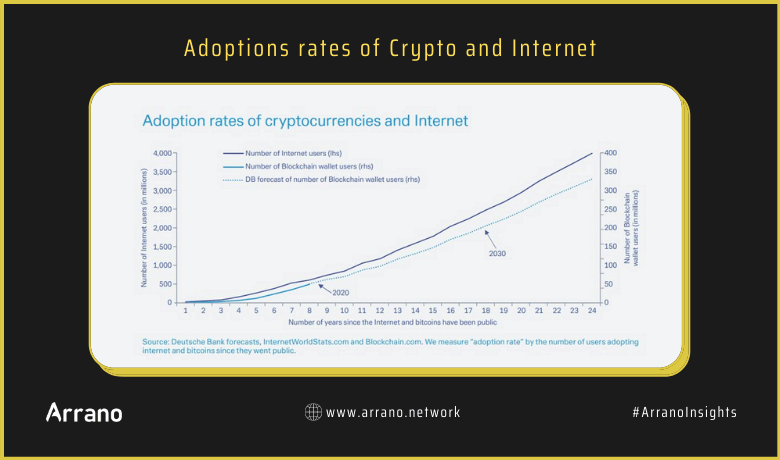 Adoptions rates of Crypto and Internet
Adoption rates of cryptocurrencies and Internet
Number of Internet users (lhs)
Number of Blockchain wallet users (rhs)
DB forecast of number of Blockchain wallet users (rhs)
Number of Internet users (in millions)
4,000
3,500
3,000
2,500
2,000
1,500
1,000
500
0
400
350
300
250
200
150
100
50
0
Number of Blockchain
wallet users (in millions)
2030
2020
1 2 3 4 5 6 7 8 9 10 11 12 13 14 15 16 17 18 19 20 21 22 23 24
Number of years since the Internet and bitcoins have been public
Source: Deutsche Bank forecasts, InternetWorldStats.com and Blockchain.com. We measure "adoption rate" by the number of users adopting
internet and bitcoins since they went public.
Arrano
www.arrano.network
#ArranoInsights